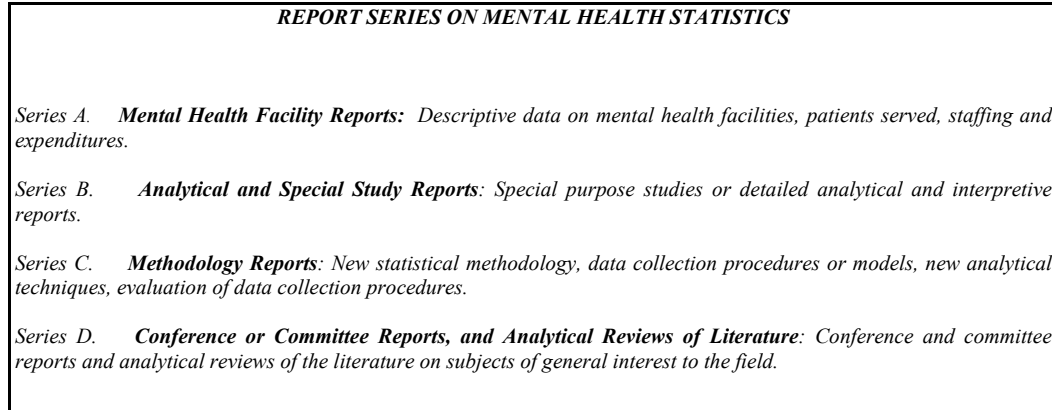 REPORT SERIES ON MENTAL HEALTH STATISTICS
Series A. Mental Health Facility Reports: Descriptive data on mental health facilities, patients served, staffing and
expenditures.
Series B. Analytical and Special Study Reports: Special purpose studies or detailed analytical and interpretive
reports.
Series C. Methodology Reports: New statistical methodology, data collection procedures or models, new analytical
techniques, evaluation of data collection procedures.
Series D. Conference or Committee Reports, and Analytical Reviews of Literature: Conference and committee
reports and analytical reviews of the literature on subjects of general interest to the field.